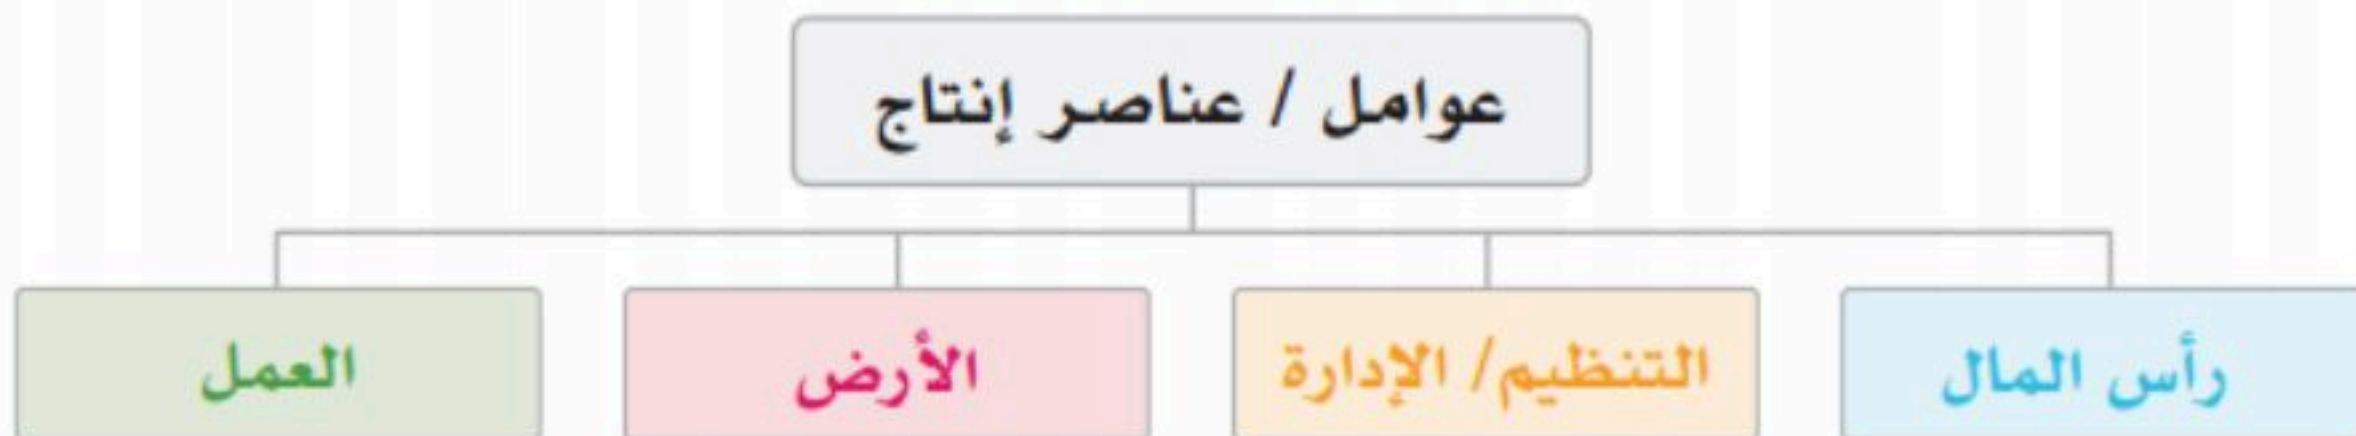 عوامل / عناصر إنتاج
رأس المال
التنظيم/ الإدارة
الأرض
العمل